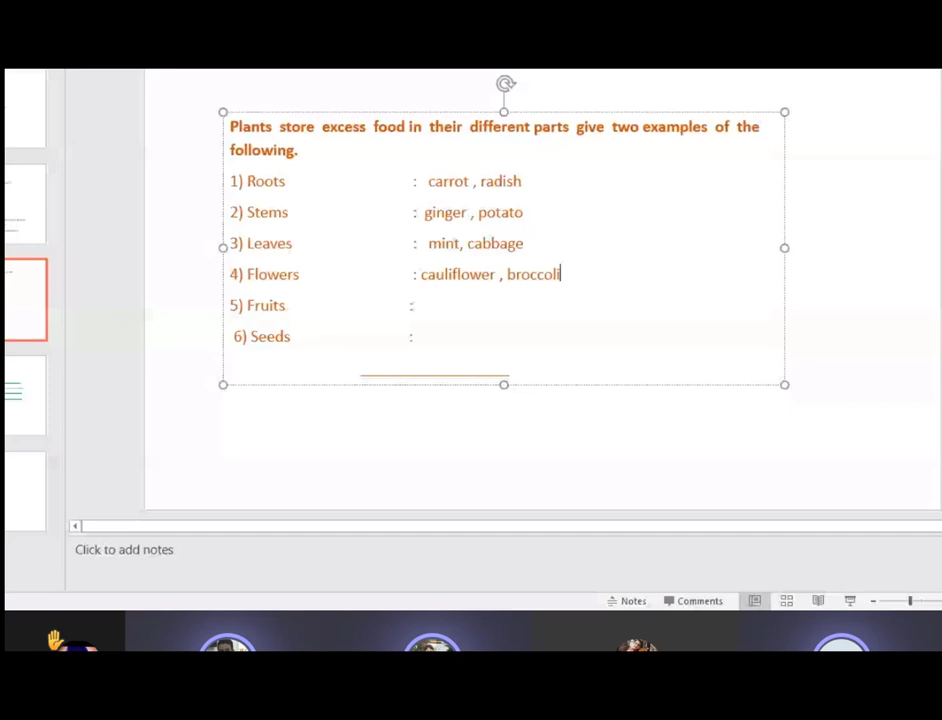 Plants store excess food in their different parts give two examples of the
following.
1) Roots : carrot , radish
2) Stems : ginger , potato
3) Leaves : mint, cabbage
4) Flowers : cauliflower , broccoli
5) Fruits :
6) Seeds :
Click to add notes
Notes Comments